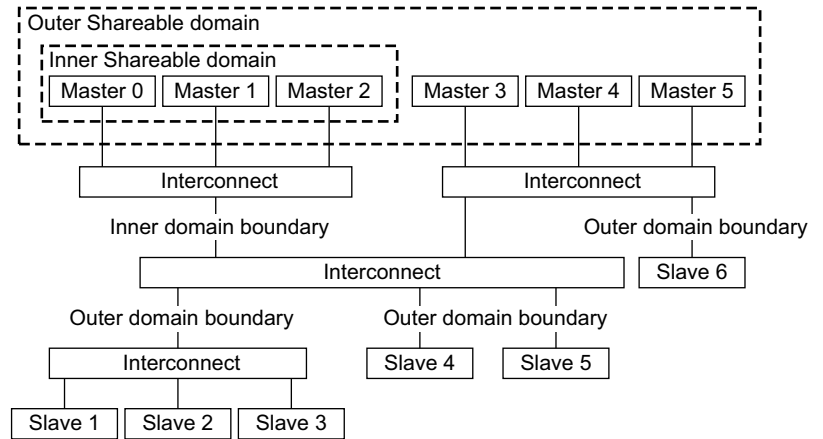 Outer Shareable domain
Inner Shareable domain
Master 0 Master 1 Master 2 Master 3 Master 4 Master 5
Interconnect Interconnect
Inner domain boundary Outer domain boundary
Interconnect Slave 6
Outer domain boundary Outer domain boundary
Interconnect Slave 4 Slave 5
Slave 1 Slave 2 Slave 3